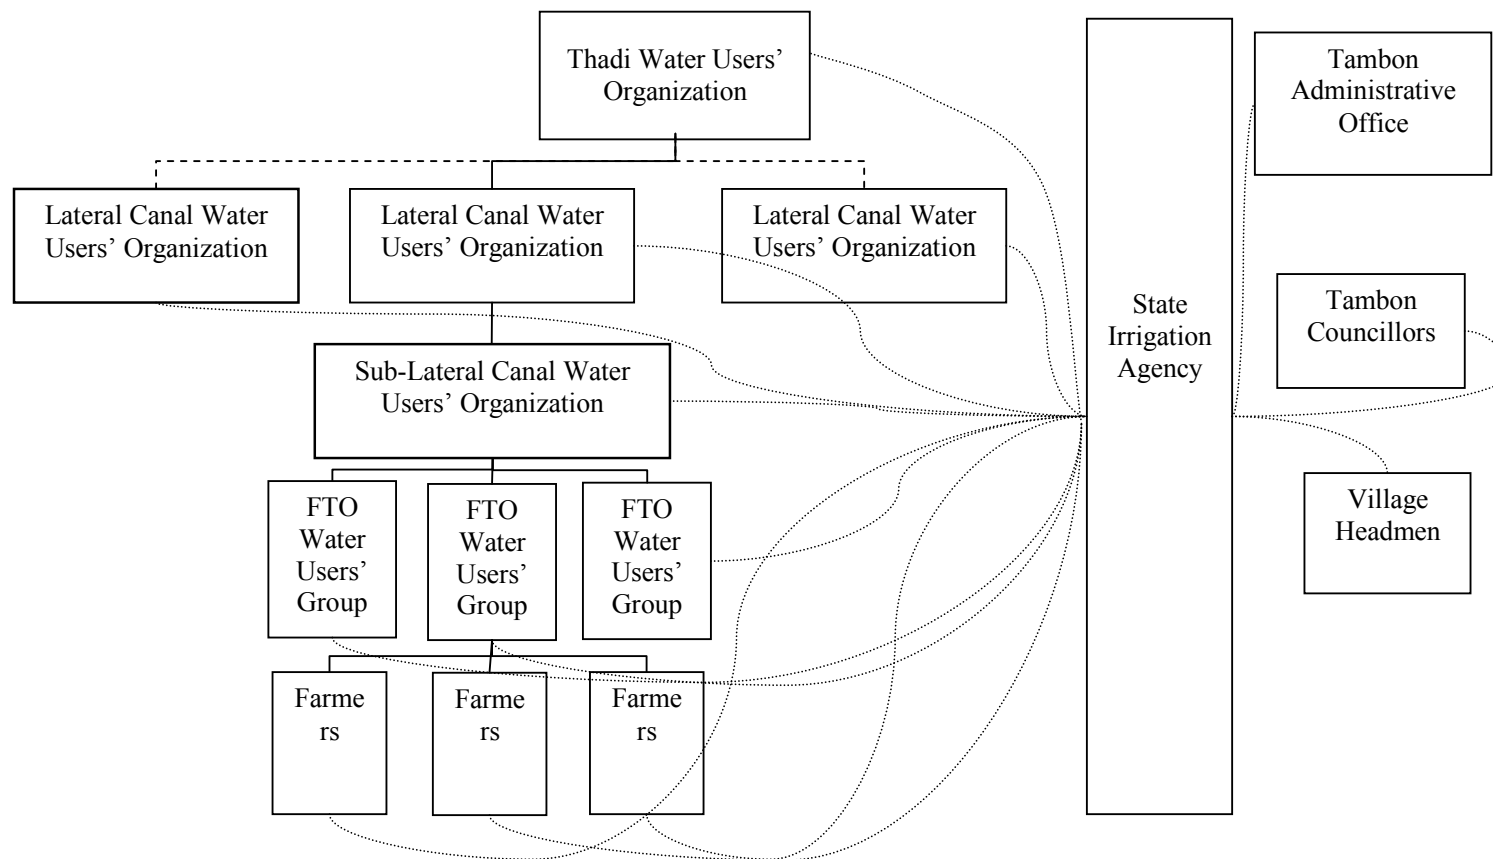 Thadi Water Users’
Organization
Lateral Canal Water
Users’ Organization
Lateral Canal Water
Users’ Organization
Lateral Canal Water
Users’ Organization
Sub-Lateral Canal Water
Users’ Organization
FTO
Water
Users’
Group
FTO
Water
Users’
Group
FTO
Water
Users’
Group
Farme
rs
Farme
rs
Farme
rs
State
Irrigation
Agency
Tambon
Administrative
Office
Tambon
Councillors
Village
Headmen